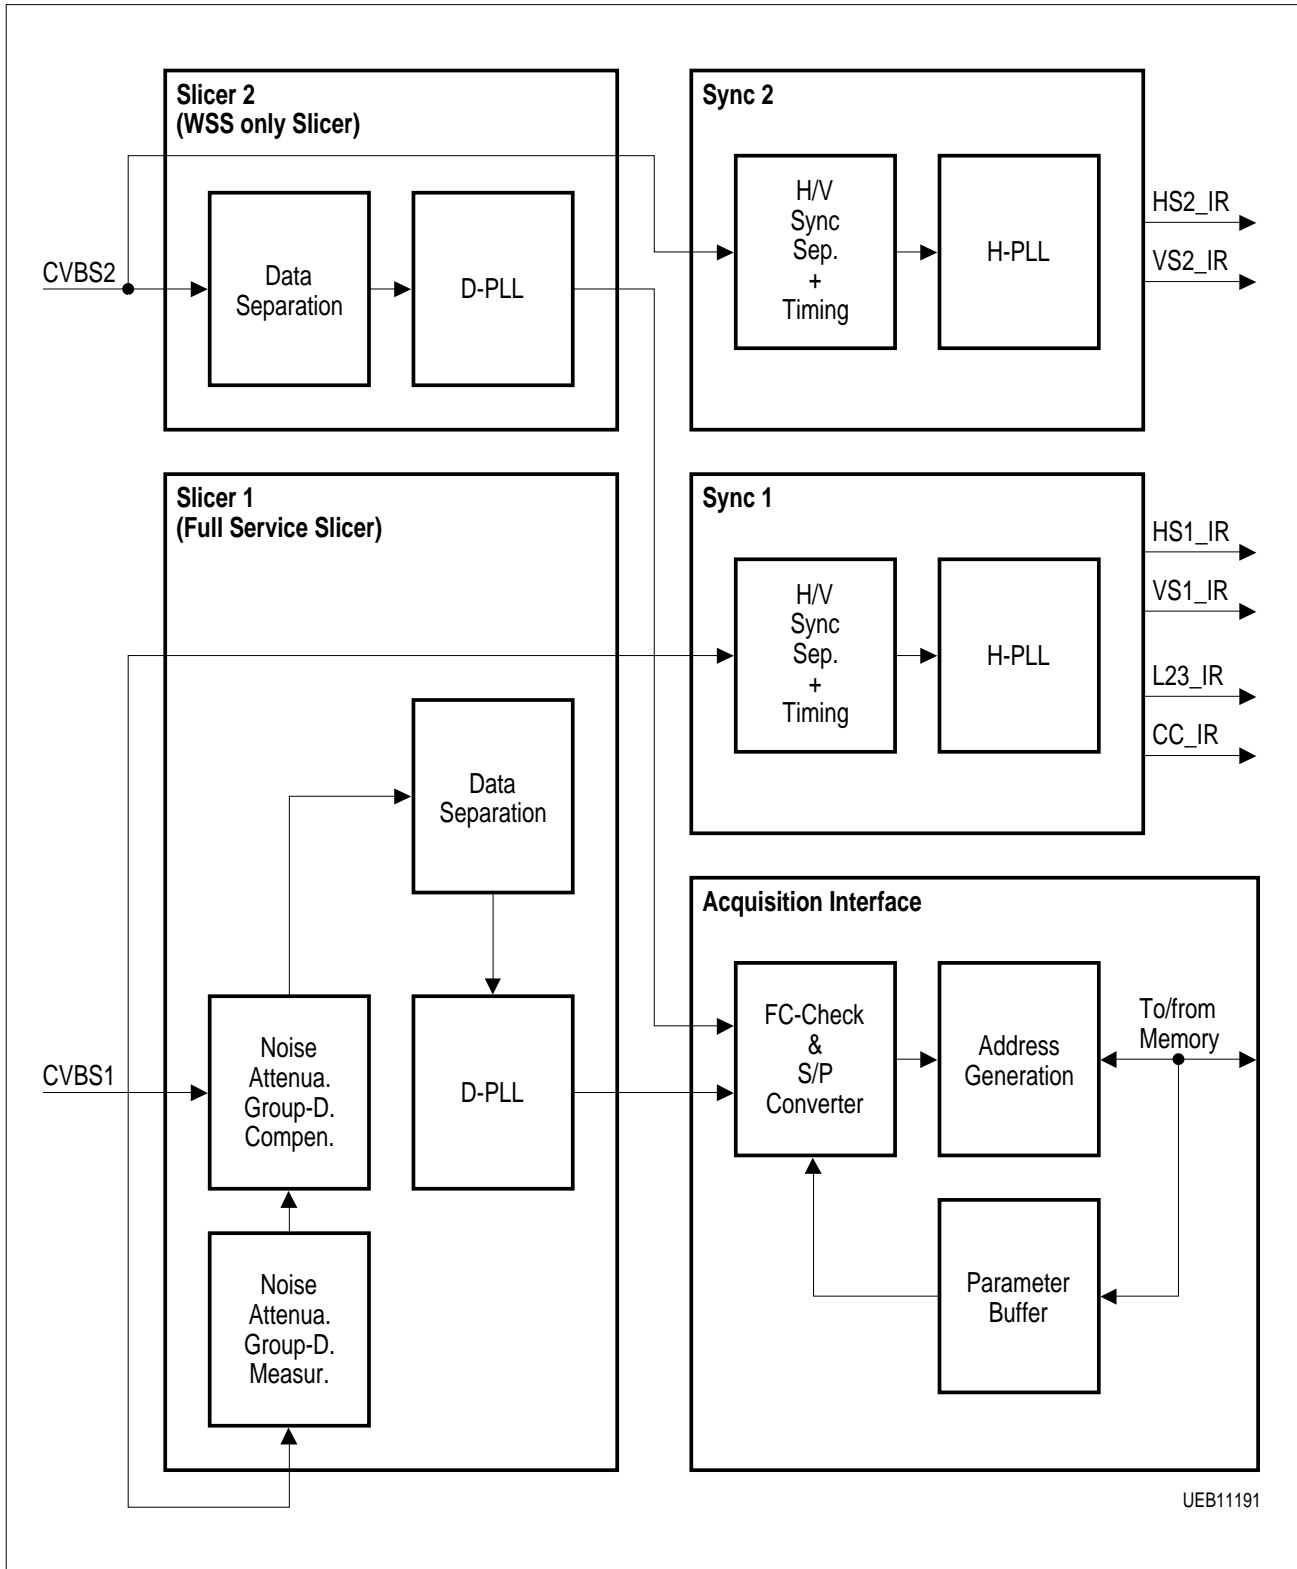 Slicer 2
(WSS only Slicer)
Sync 2
CVBS2
Data
Separation
D-PLL
H/V
Sync
Sep.
+
Timing
H-PLL
HS2_IR
VS2_IR
Slicer 1
(Full Service Slicer)
Sync 1
H/V
Sync
Sep.
+
Timing
H-PLL
HS1_IR
VS1_IR
L23_IR
CC_IR
Data
Separation
CVBS1
Noise
Attenua.
Group-D.
Compen.
D-PLL
Noise
Attenua.
Group-D.
Measur.
Acquisition Interface
FC-Check
&
S/P
Converter
Address
Generation
To/from
Memory
Parameter
Buffer
UEB11191